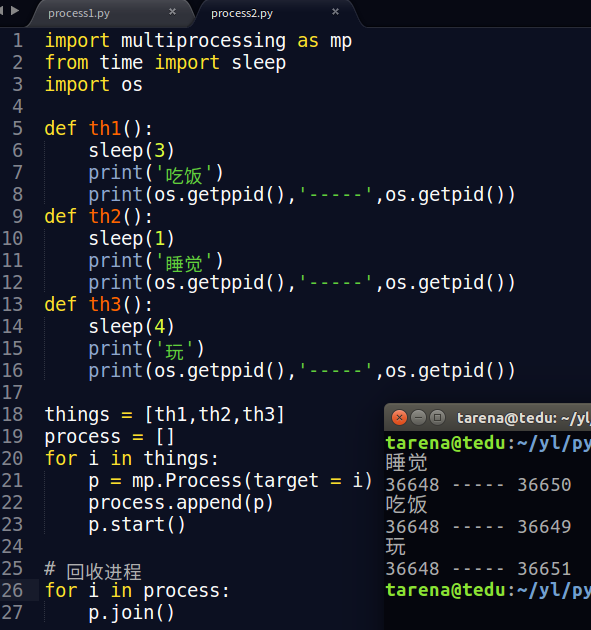 process1.py × process2.py ×
1 import multiprocessing as mp
2 from time import sleep
3 import os
4
5 def th1():
6     sleep(3)
7     print('吃饭')
8     print(os.getppid(),'-----',os.getpid())
9 def th2():
10     sleep(1)
11     print('睡觉')
12     print(os.getppid(),'-----',os.getpid())
13 def th3():
14     sleep(4)
15     print('玩')
16     print(os.getppid(),'-----',os.getpid())
17
18 things = [th1,th2,th3]
19 process = []
20 for i in things:
21     p = mp.Process(target = i)
22     process.append(p)
23     p.start()
24
25 # 回收进程
26 for i in process:
27     p.join()
tarena@tedu: ~/yl/
tarena@tedu:~/yl/py
睡觉
36648 ----- 36650
吃饭
36648 ----- 36649
玩
36648 ----- 36651
tarena@tedu:~/yl/py